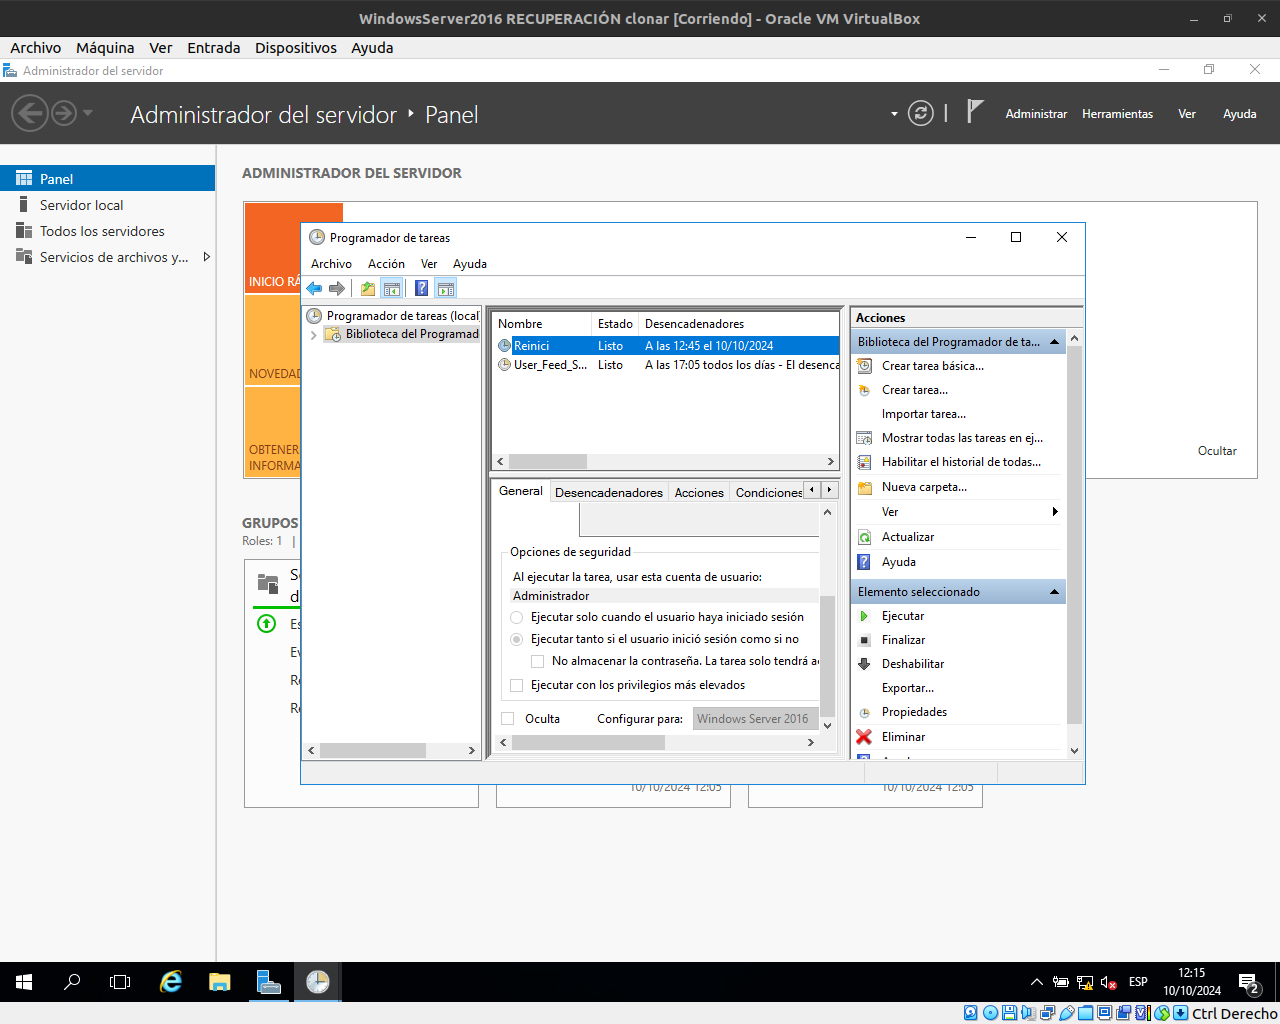 WindowsServer2016 RECUPERACIÓN clonar [Corriendo] - Oracle VM VirtualBox
Archivo Máquina Ver Entrada Dispositivos Ayuda
Administrador del servidor
Administrador del servidor Panel
Administrar Herramientas Ver Ayuda
Panel
Servidor local
Todos los servidores
Servicios de archivos y...
ADMINISTRADOR DEL SERVIDOR
INICIO RÁ
NOVEDAD
OBTENER
INFORMA
Ocultar
GRUPOS
Roles: 1 |
S
d
Es
Ev
Re
Re
10/10/2024 12:05
10/10/2024 12:05
Programador de tareas
Archivo Acción Ver Ayuda
Programador de tareas (local
Biblioteca del Programad
Nombre Estado Desencadenadores
Reinici Listo A las 12:45 el 10/10/2024
User_Feed_S... Listo A las 17:05 todos los días - El desenca
General Desencadenadores Acciones Condiciones
Opciones de seguridad
Al ejecutar la tarea, usar esta cuenta de usuario:
Administrador
Ejecutar solo cuando el usuario haya iniciado sesión
Ejecutar tanto si el usuario inició sesión como si no
No almacenar la contraseña. La tarea solo tendrá a
Ejecutar con los privilegios más elevados
Oculta Configurar para: Windows Server 2016
Acciones
Biblioteca del Programador de ta...
Crear tarea básica...
Crear tarea...
Importar tarea...
Mostrar todas las tareas en ej...
Habilitar el historial de todas...
Nueva carpeta...
Ver
Actualizar
Ayuda
Elemento seleccionado
Ejecutar
Finalizar
Deshabilitar
Exportar...
Propiedades
Eliminar
ESP
12:15
10/10/2024
2
Ctrl Derecho